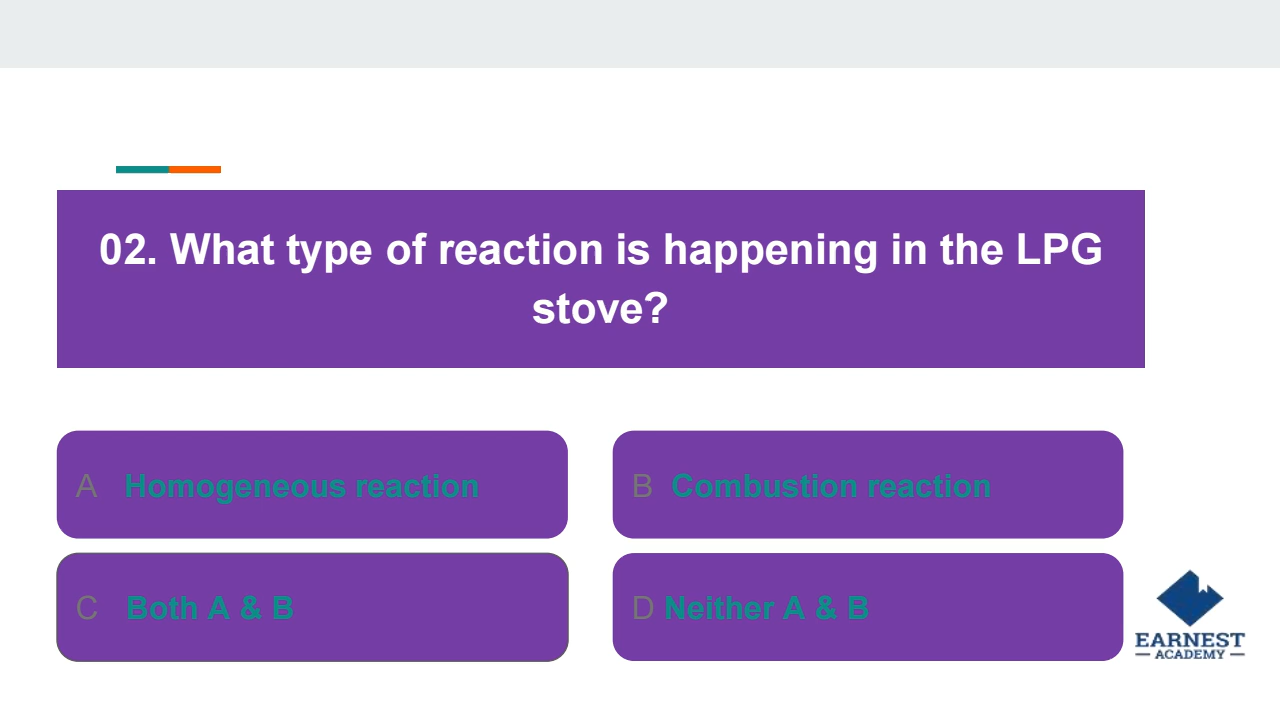 02. What type of reaction is happening in the LPG
stove?
A Homogeneous reaction
B Combustion reaction
C Both A & B
D Neither A & B
EARNEST
ACADEMY